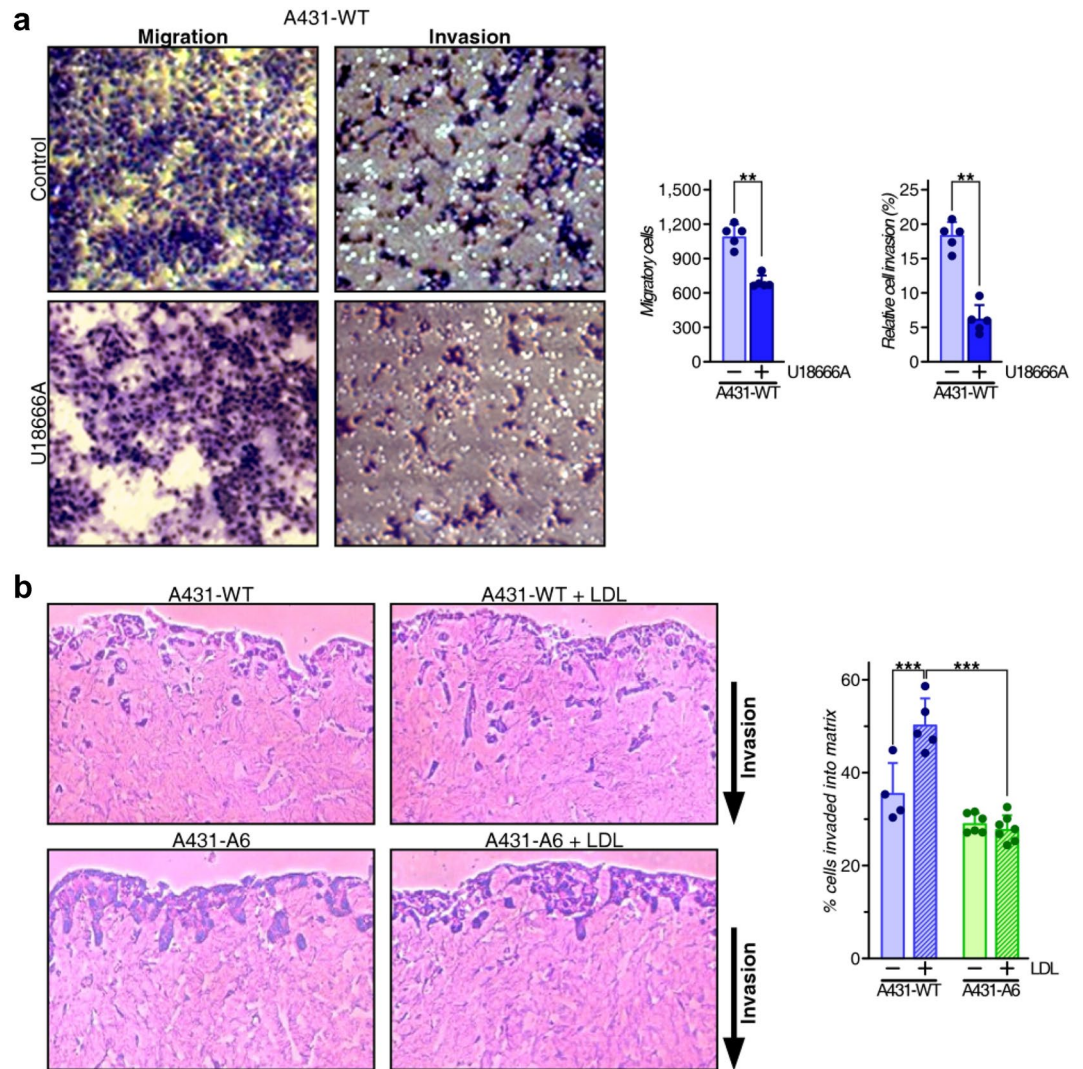 a
A431-WT
Migration
Invasion
Control
U18666A
Migratory cells
1,500
1,200
900
600
300
0
**
− +
U18666A
A431-WT
Relative cell invasion (%)
25
20
15
10
5
0
**
− +
U18666A
A431-WT
b
A431-WT
A431-WT + LDL
Invasion
A431-A6
A431-A6 + LDL
Invasion
% cells invaded into matrix
60
40
20
0
*** ***
− + − +
LDL
A431-WT A431-A6